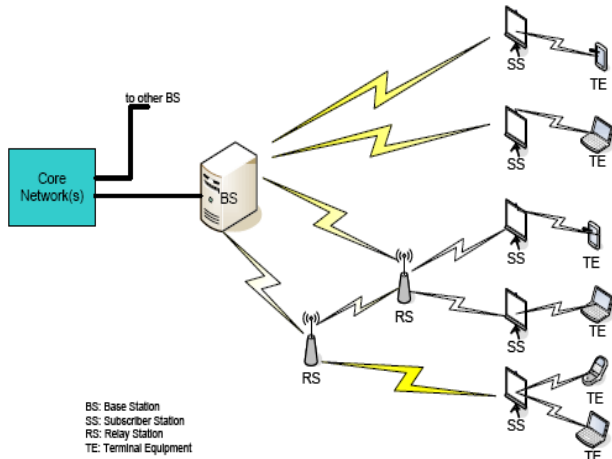 SS
TE
to other BS
SS
TE
Core
Network(s)
BS
SS
TE
RS
SS
TE
RS
SS
TE
TE
BS: Base Station
SS: Subscriber Station
RS: Relay Station
TE: Terminal Equipment